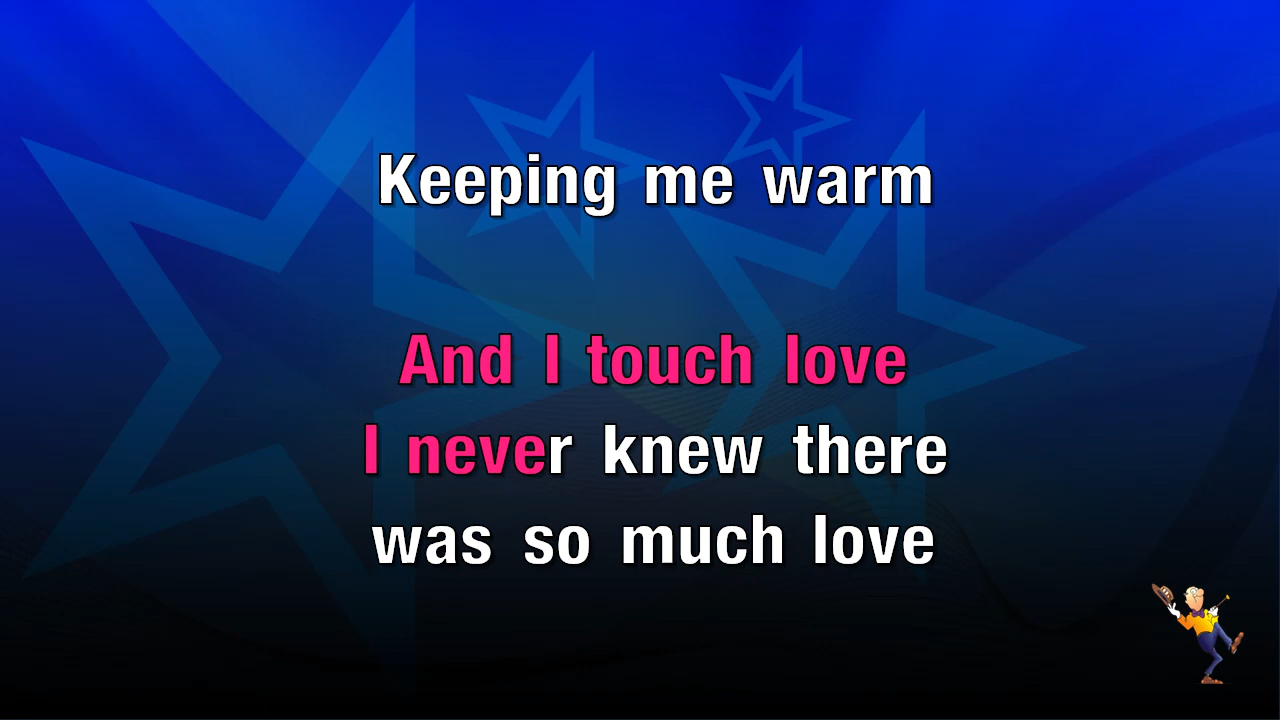 Keeping me warm
And I touch love
I never knew there
was so much love